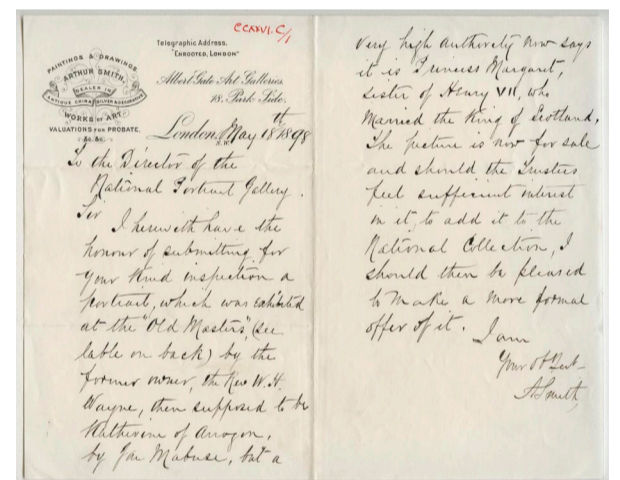 CCXXVI. C/1
Telegraphic Address,
"ENROOTED, LONDON"
PAINTINGS & DRAWINGS
ARTHUR SMITH,
DEALER IN
ANTIQUE CHINA, SILVER & DECORATIVE
WORKS OF ART
VALUATIONS FOR PROBATE.
&c. &c.
Albert Gate Art Galleries.
18. Park Side.
London, May 18th 1898
S.W.
To the Director of the
National Portrait Gallery.
Sir
I herewith have the
honour of submitting for
your kind inspection a
portrait, which was exhibited
at the "Old Masters", (see
lable on back) by the
former owner, the Rev W. H.
Wayne, then supposed to be
Katherine of Arragon,
by Jan Mabuse, but a
very high authority now says
it is Princess Margaret,
sister of Henry VII, who
Married the King of Scotland.
The picture is now for sale
and should the Trustees
feel sufficient interest
in it, to add it to the
National Collection, I
should then be pleased
to make a more formal
offer of it.
I am
Your obt Servt
A Smith